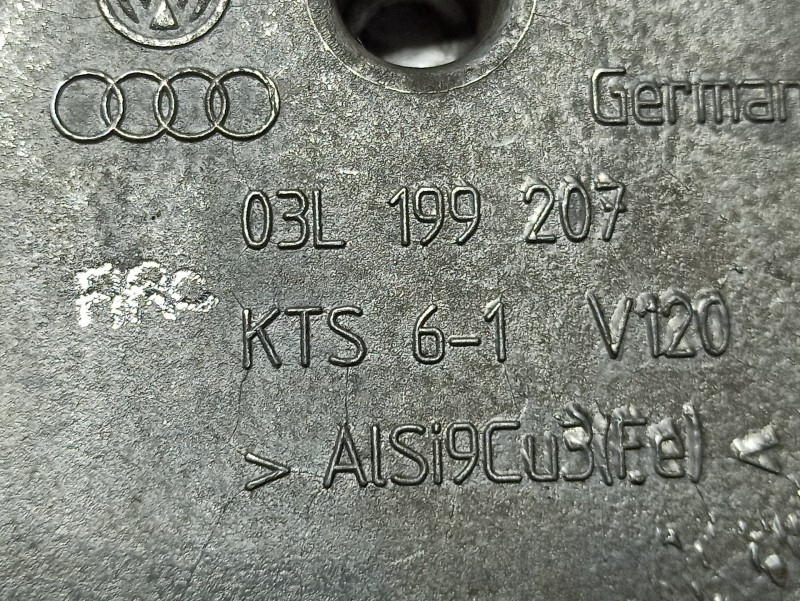 German
03L 199 207
KTS 6-1 V120
> AlSi9Cu3(Fe) <